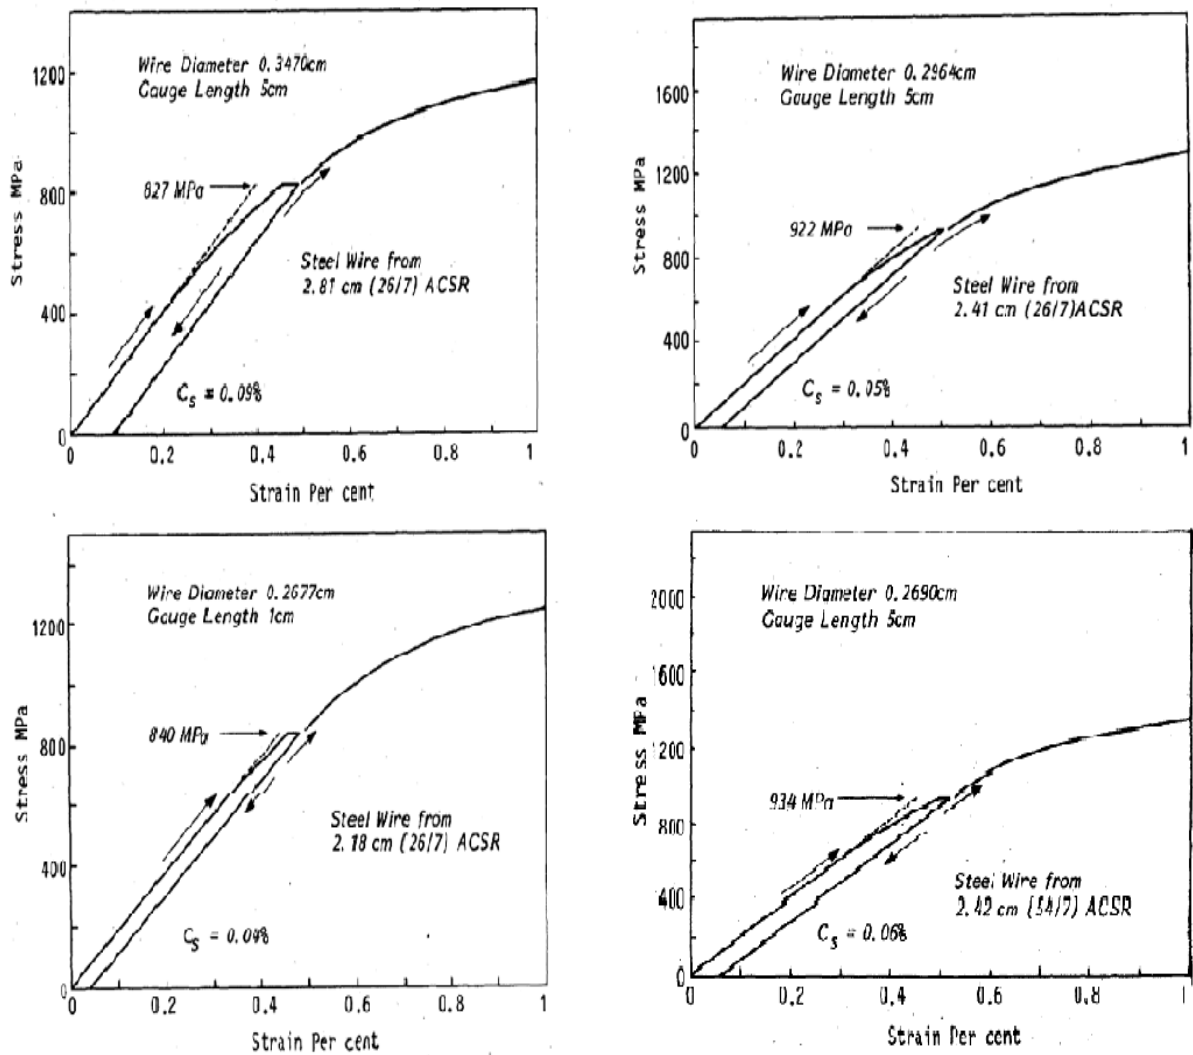 Wire Diameter 0.3470cm
Gauge Length 5cm
1200
800
400
0
827 MPa
Steel Wire from
2.81 cm (26/7) ACSR
Cs = 0.09%
Stress MPa
0 0.2 0.4 0.6 0.8 1
Strain Per cent
Wire Diameter 0.2964cm
Gauge Length 5cm
1600
1200
800
400
0
922 MPa
Steel Wire from
2.41 cm (26/7)ACSR
Cs = 0.05%
Stress MPa
0 0.2 0.4 0.6 0.8 1
Strain Per cent
Wire Diameter 0.2677cm
Gauge Length 1cm
1200
800
400
0
840 MPa
Steel Wire from
2.18 cm (26/7) ACSR
Cs = 0.04%
Stress MPa
0 0.2 0.4 0.6 0.8 1
Strain Per cent
Wire Diameter 0.2690cm
Gauge Length 5cm
2000
1600
1200
800
400
0
934 MPa
Steel Wire from
2.42 cm (54/7) ACSR
Cs = 0.06%
Stress MPa
0 0.2 0.4 0.6 0.8 1
Strain Per cent